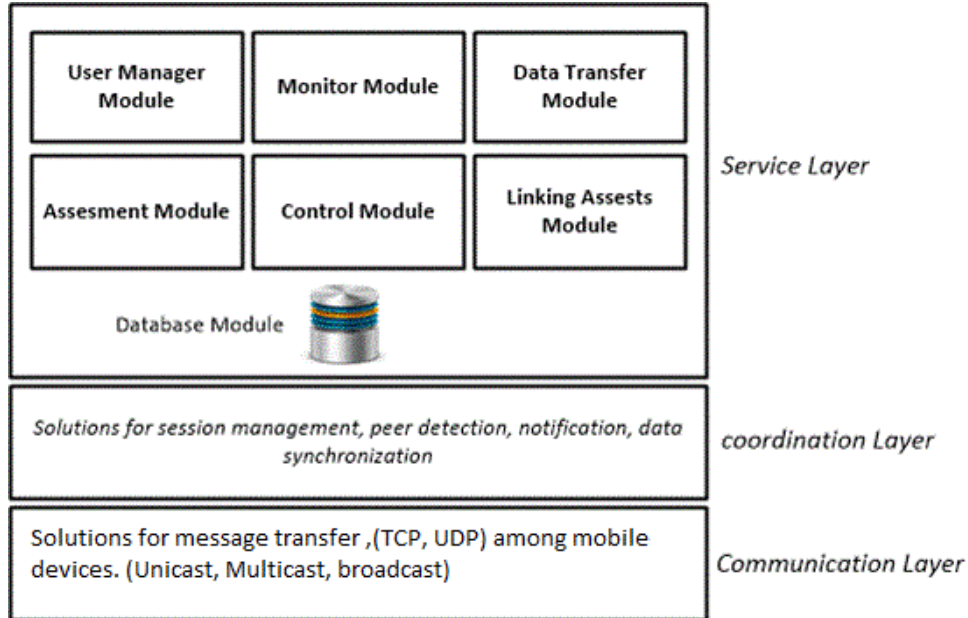 User Manager
Module
Monitor Module
Data Transfer
Module
Assesment Module
Control Module
Linking Assests
Module
Database Module
Service Layer
Solutions for session management, peer detection, notification, data
synchronization
coordination Layer
Solutions for message transfer ,(TCP, UDP) among mobile
devices. (Unicast, Multicast, broadcast)
Communication Layer